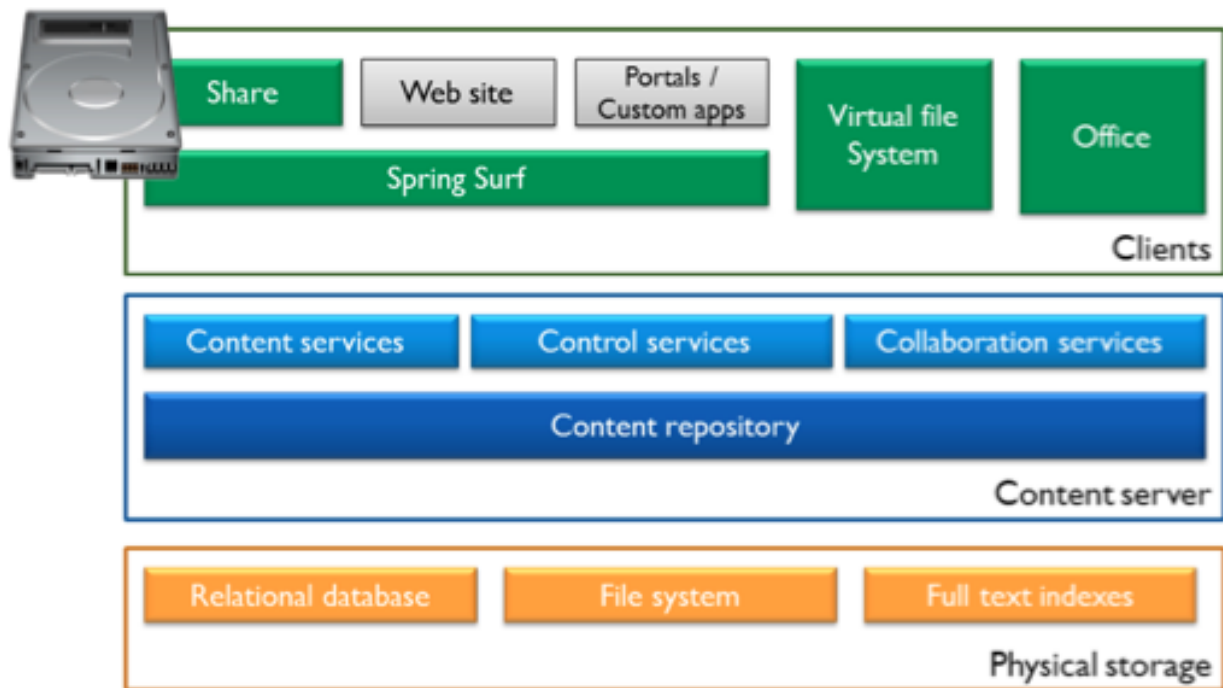 Share
Web site
Portals /
Custom apps
Virtual file
System
Office
Spring Surf
Clients
Content services
Control services
Collaboration services
Content repository
Content server
Relational database
File system
Full text indexes
Physical storage